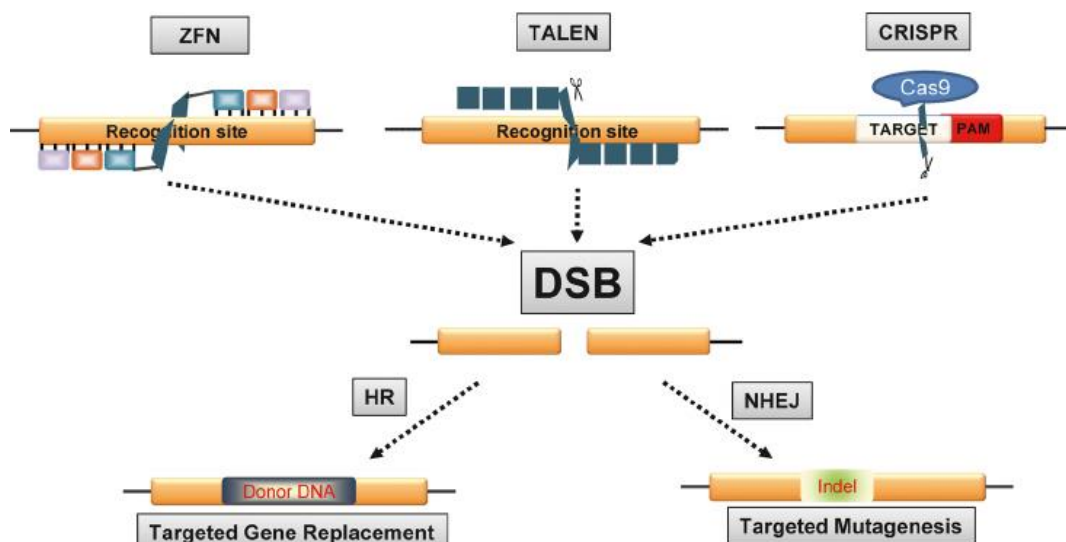 ZFN
TALEN
CRISPR
Cas9
Recognition site
Recognition site
TARGET PAM
DSB
HR
NHEJ
Donor DNA
Indel
Targeted Gene Replacement
Targeted Mutagenesis